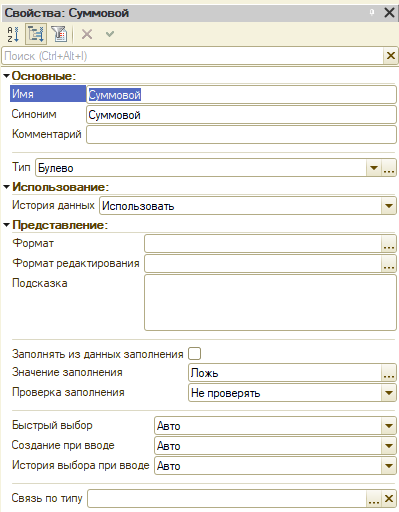 Свойства: Суммовой
Поиск (Ctrl+Alt+I)
Основные:
Имя Суммовой
Синоним Суммовой
Комментарий
Тип Булево
Использование:
История данных Использовать
Представление:
Формат
Формат редактирования
Подсказка
Заполнять из данных заполнения
Значение заполнения Ложь
Проверка заполнения Не проверять
Быстрый выбор Авто
Создание при вводе Авто
История выбора при вводе Авто
Связь по типу